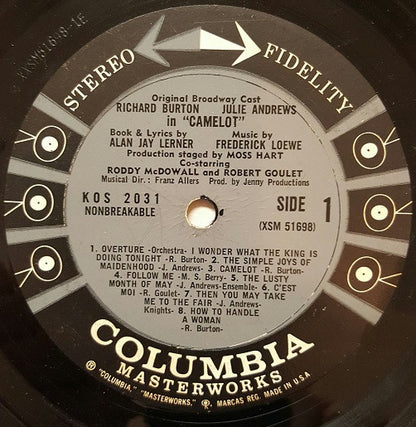 STEREO FIDELITY
Original Broadway Cast
RICHARD BURTON JULIE ANDREWS
in "CAMELOT"
Book & Lyrics by Music by
ALAN JAY LERNER FREDERICK LOEWE
Production staged by MOSS HART
Co-starring
RODDY McDOWALL and ROBERT GOULET
Musical Dir.: Franz Allers Prod. by Jenny Productions
KOS 2031 SIDE 1
NONBREAKABLE (XSM 51698)
1. OVERTURE -Orchestra- I WONDER WHAT THE KING IS
DOING TONIGHT -R. Burton- 2. THE SIMPLE JOYS OF
MAIDENHOOD -J. Andrews- 3. CAMELOT -R. Burton-
4. FOLLOW ME - M. S. Berry- 5. THE LUSTY
MONTH OF MAY -J. Andrews-Ensemble- 6. C'EST
MOI -R. Goulet- 7. THEN YOU MAY TAKE
ME TO THE FAIR -J. Andrews-
Knights- 8. HOW TO HANDLE
A WOMAN
-R. Burton-
COLUMBIA
MASTERWORKS
® "COLUMBIA," "MASTERWORKS," ℗, MARCAS REG. MADE IN U.S.A